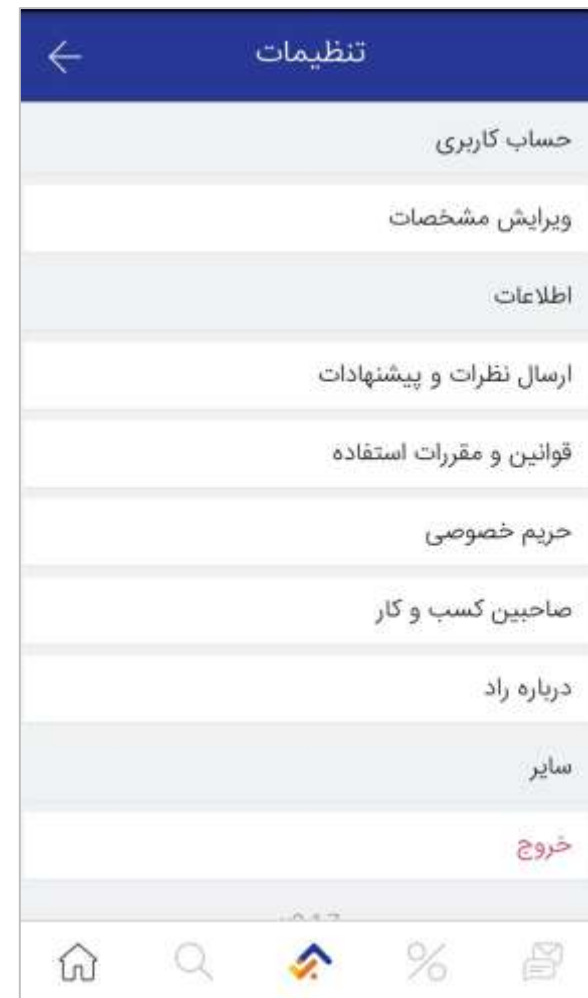 تنظیمات
حساب کاربری
ویرایش مشخصات
اطلاعات
ارسال نظرات و پیشنهادات
قوانین و مقررات استفاده
حریم خصوصی
صاحبین کسب و کار
درباره راد
سایر
خروج